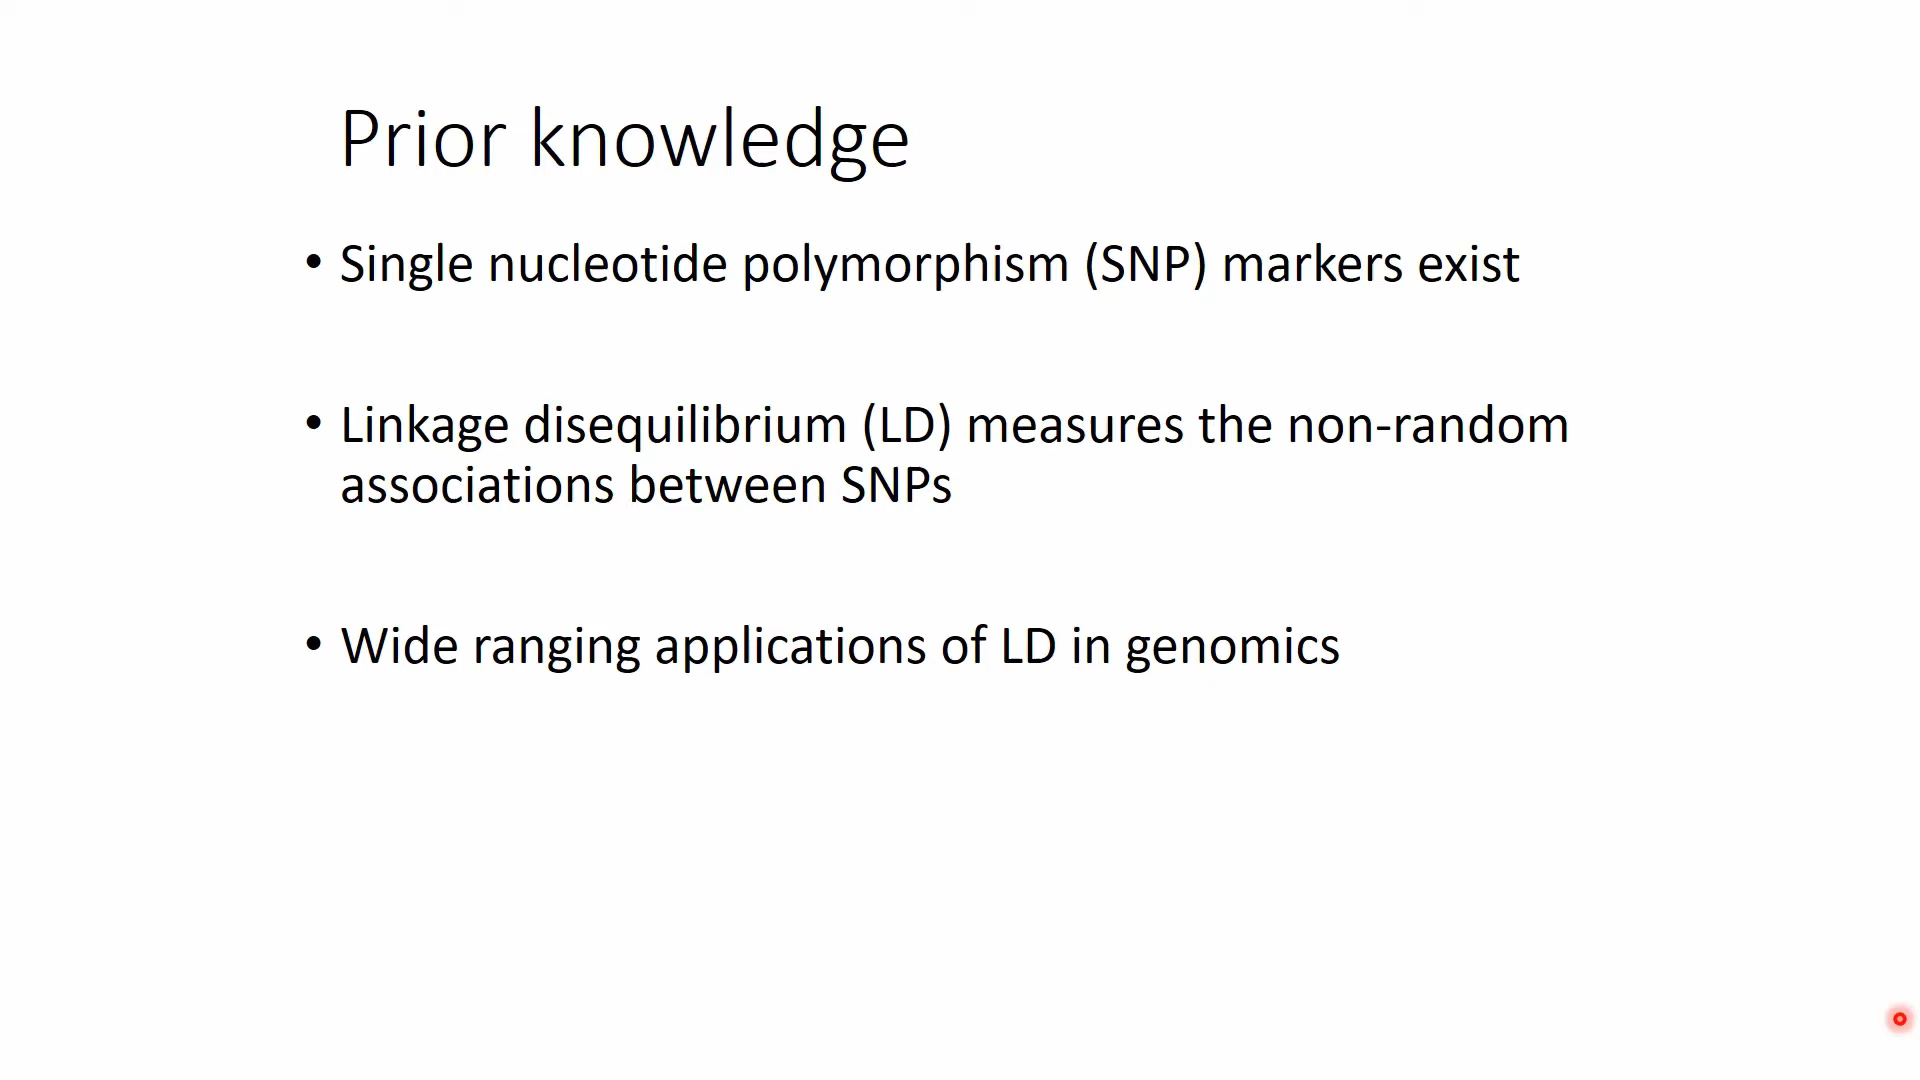 Prior knowledge
• Single nucleotide polymorphism (SNP) markers exist
• Linkage disequilibrium (LD) measures the non-random
associations between SNPs
• Wide ranging applications of LD in genomics